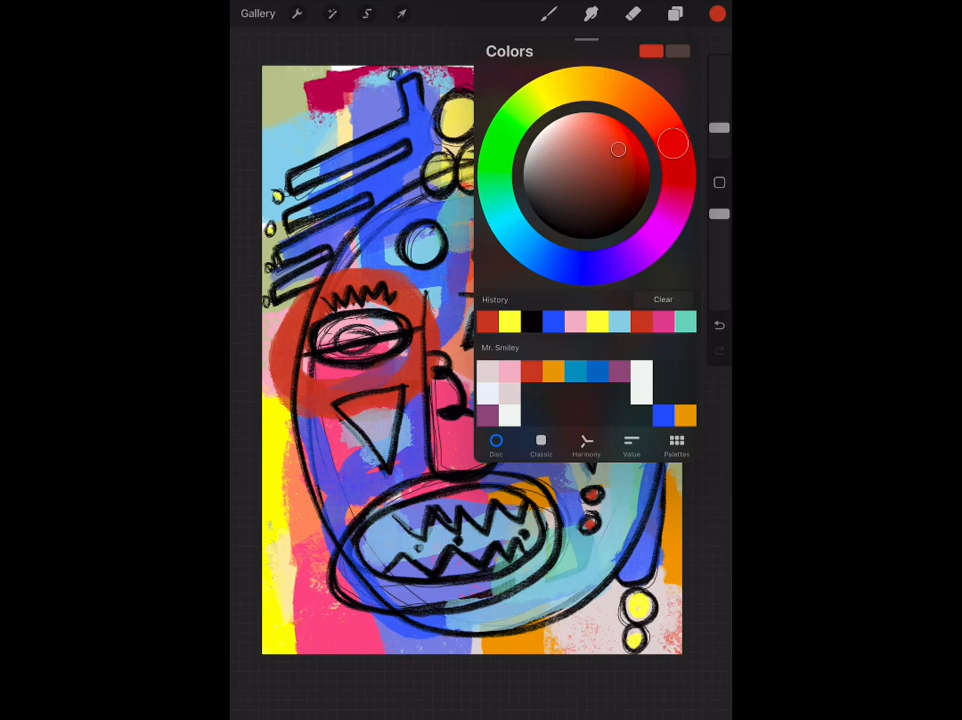 Gallery
Colors
History
Clear
Mr. Smiley
Disc
Classic
Harmony
Value
Palettes